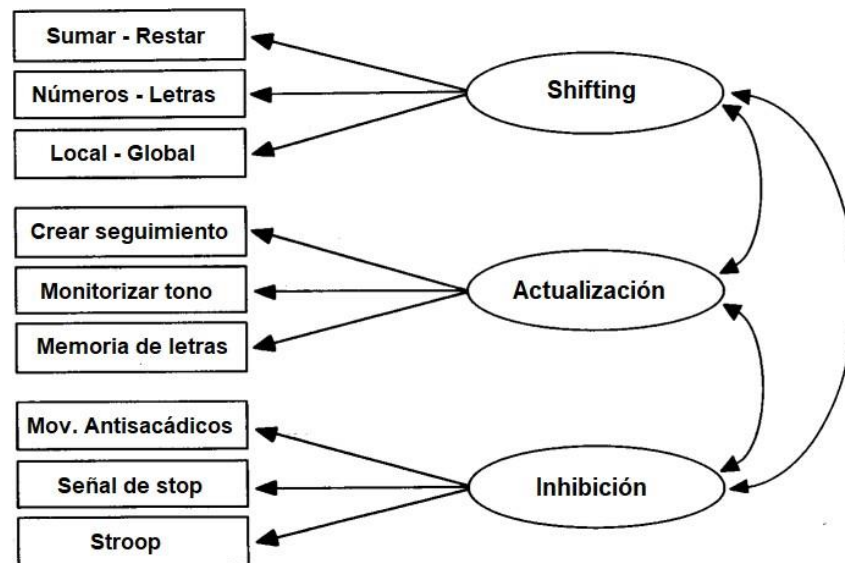 Sumar - Restar
Números - Letras
Local - Global
Shifting
Crear seguimiento
Monitorizar tono
Memoria de letras
Actualización
Mov. Antisacádicos
Señal de stop
Stroop
Inhibición